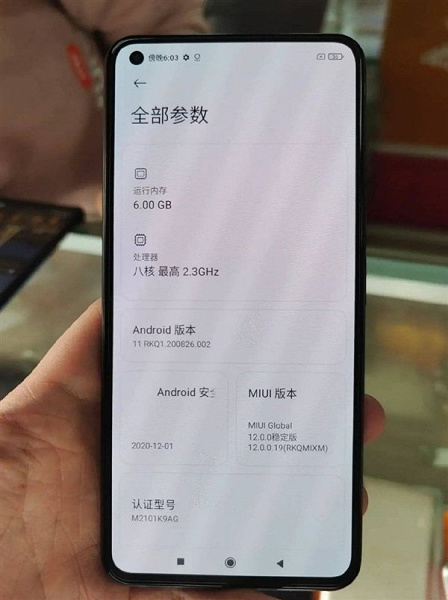 傍晚6:03
全部参数
运行内存
6.00 GB
处理器
八核 最高 2.3GHz
Android 版本
11 RKQ1.200826.002
Android 安
2020-12-01
MIUI 版本
MIUI Global
12.0.0稳定版
12.0.0.19(RKQMIXM)
认证型号
M2101K9AG